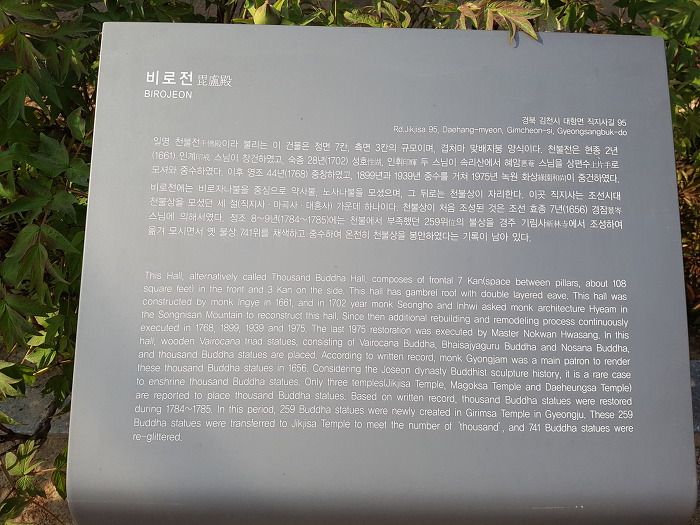 비로전 毘盧殿
BIROJEON
경북 김천시 대항면 직지사길 95
Rd,Jikjisa 95, Daehang-myeon, Gimcheon-si, Gyeongsangbuk-do
일명 천불전千佛殿이라 불리는 이 건물은 정면 7칸, 측면 3칸의 규모이며, 겹처마 맞배지붕 양식이다. 천불전은 현종 2년
(1661) 인계印戒 스님이 창건하였고, 숙종 28년(1702) 성호性湖, 인휘 두 스님이 속리산에서 혜암 스님을 상편수上片手로
모셔와 중수하였다. 이후 영조 44년(1768) 중창하였고, 1899년과 1939년 중수를 거쳐 1975년 녹원 화상綠園和尙이 중건하였다.
비로전에는 비로자나불을 중심으로 약사불, 노사나불을 모셨으며, 그 뒤로는 천불상이 자리한다. 이곳 직지사는 조선시대
천불상을 모셨던 세 절(직지사·마곡사·대흥사) 가운데 하나이다. 천불상이 처음 조성된 것은 조선 효종 7년(1656) 경잠
스님에 의해서였다. 정조 8~9년(1784~1785)에는 천불에서 부족했던 259위位의 불상을 경주 기림사祈林寺에서 조성하여
옮겨 모시면서 옛 불상 741위를 채색하고 중수하여 온전히 천불상을 봉안하였다는 기록이 남아 있다.
This Hall, alternatively called Thousand Buddha Hall, composes of frontal 7 Kan(space between pillars, about 108
square feet) in the front and 3 Kan on the side. This hall has gambrel root with double layered eave. This hall was
constructed by monk Ingye in 1661, and in 1702 year monk Seongho and Inhwi asked monk architecture Hyeam in
the Songnisan Mountain to reconstruct this hall. Since then additional rebuilding and remodeling process continuously
executed in 1768, 1899, 1939 and 1975. The last 1975 restoration was executed by Master Nokwan Hwasang. In this
hall, wooden Vairocana triad statues, consisting of Vairocana Buddha, Bhaisajyaguru Buddha and Nosana Buddha,
and thousand Buddha statues are placed. According to written record, monk Gyongjam was a main patron to render
these thousand Buddha statues in 1656. Considering the Joseon dynasty Buddhist sculpture history, it is a rare case
to enshrine thousand Buddha statues. Only three temples(Jikjisa Temple, Magoksa Temple and Daeheungsa Temple)
are reported to place thousand Buddha statues. Based on written record, thousand Buddha statues were restored
during 1784~1785. In this period, 259 Buddha statues were newly created in Girimsa Temple in Gyeongju. These 259
Buddha statues were transferred to Jikjisa Temple to meet the number of 'thousand', and 741 Buddha statues were
re-glittered.